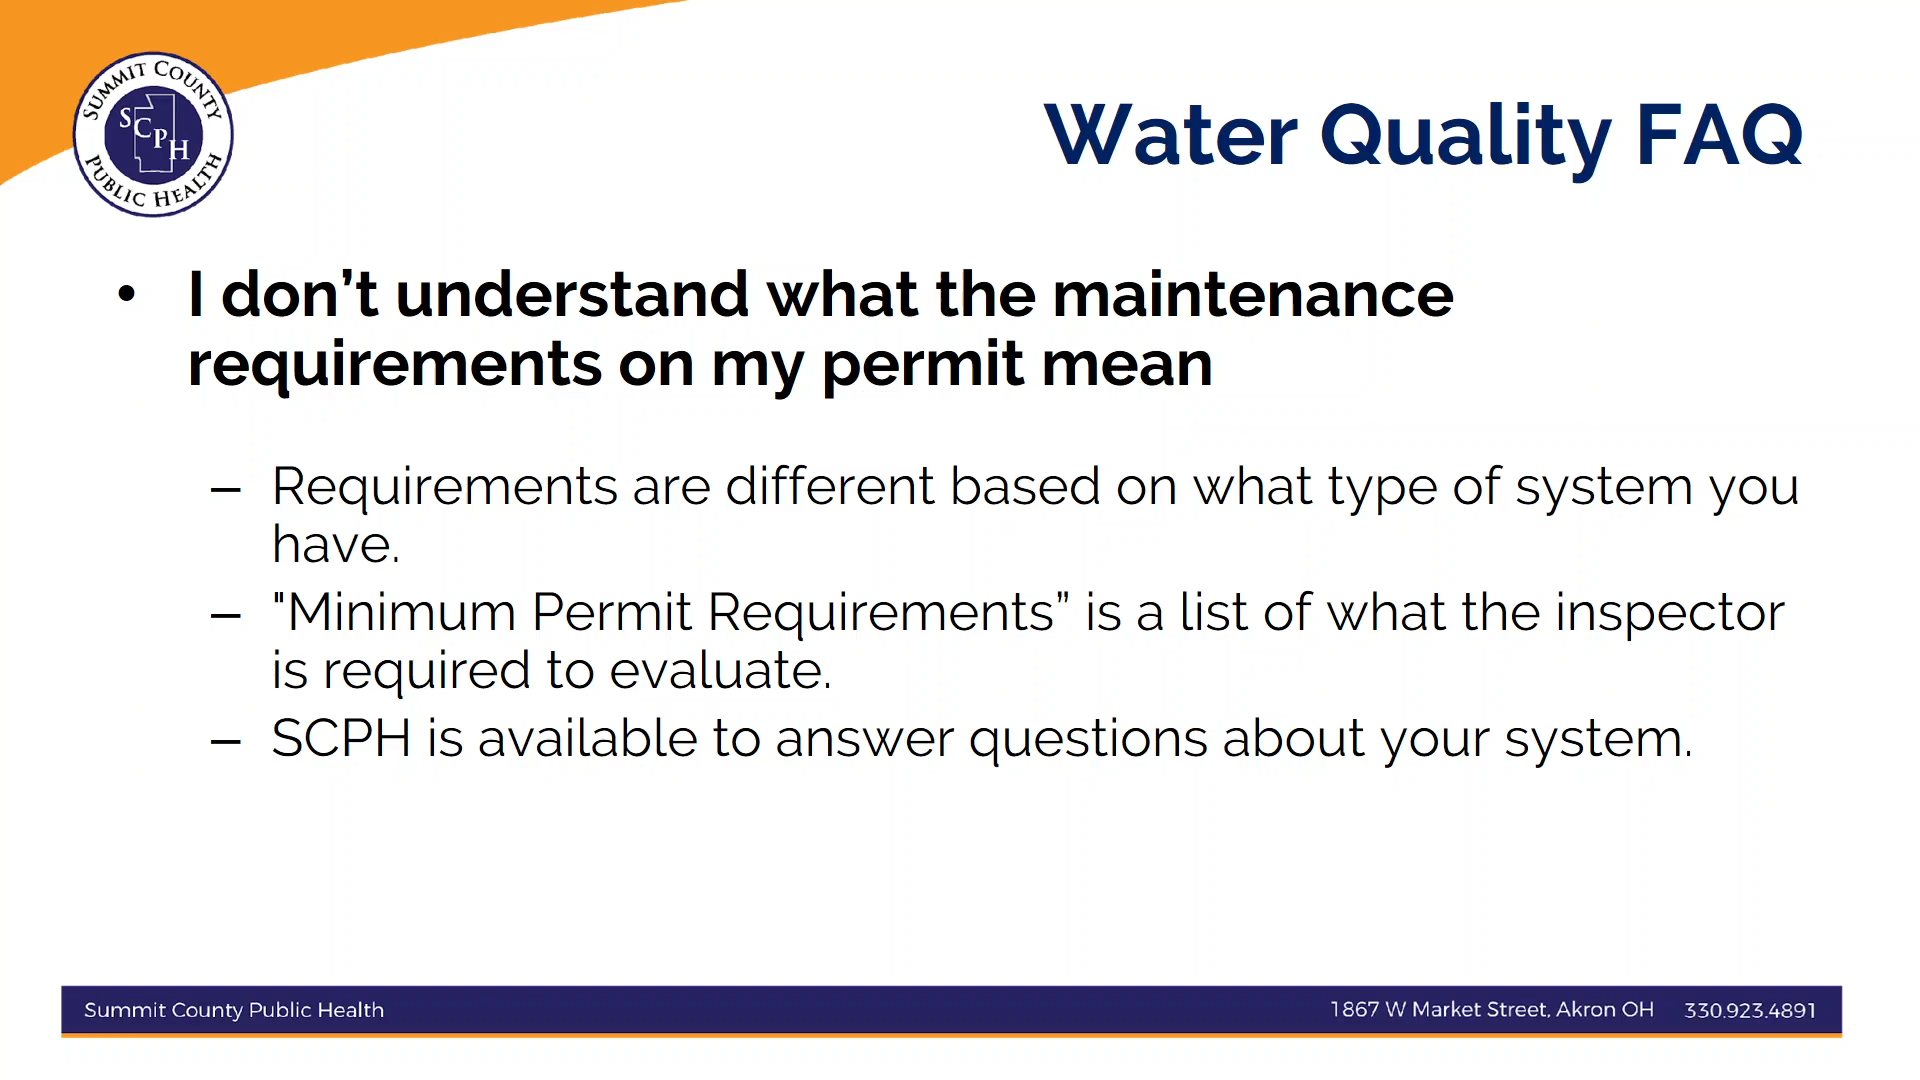 SUMMIT COUNTY
SCPH
PUBLIC HEALTH
Water Quality FAQ
• I don’t understand what the maintenance
requirements on my permit mean
– Requirements are different based on what type of system you
have.
– "Minimum Permit Requirements” is a list of what the inspector
is required to evaluate.
– SCPH is available to answer questions about your system.
Summit County Public Health 1867 W Market Street, Akron OH 330.923.4891